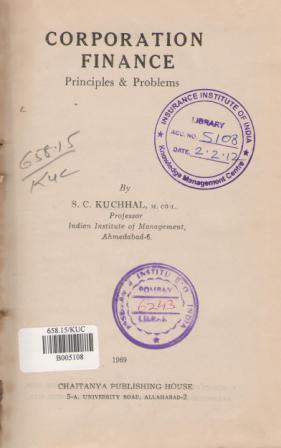 CORPORATION
FINANCE
Principles & Problems
INSURANCE INSTITUTE OF INDIA
LIBRARY
ACC. NO. 5108
DATE. 2.2.12
Knowledge Management Centre
658.15
KUC
By
S. C. KUCHHAL, M. COM.,
Professor
Indian Institute of Management,
Ahmedabad-6.
INDIA
BOMBAY
6243
658.15/KUC
B005108
1969
CHAITANYA PUBLISHING HOUSE
5-A, UNIVERSITY ROAD, ALLAHABAD-2